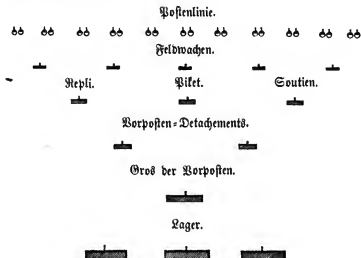 Postenlinie.
Feldwachen.
Repli. Piket. Soutien.
Vorposten-Detachements.
Gros der Vorposten.
Lager.